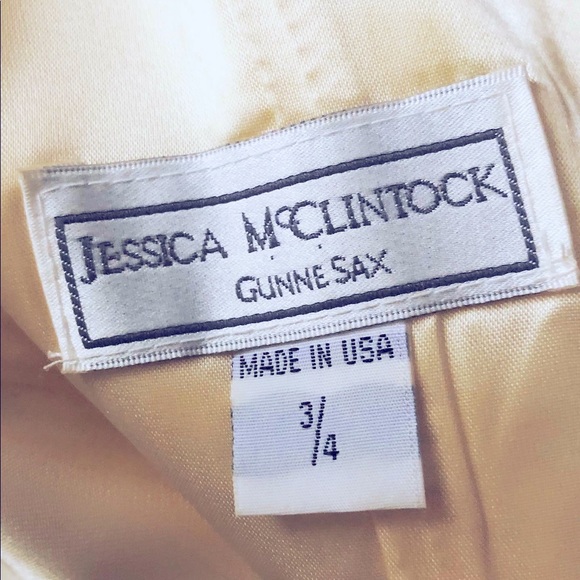 JESSICA McCLINTOCK
GUNNE SAX
MADE IN USA
3/4